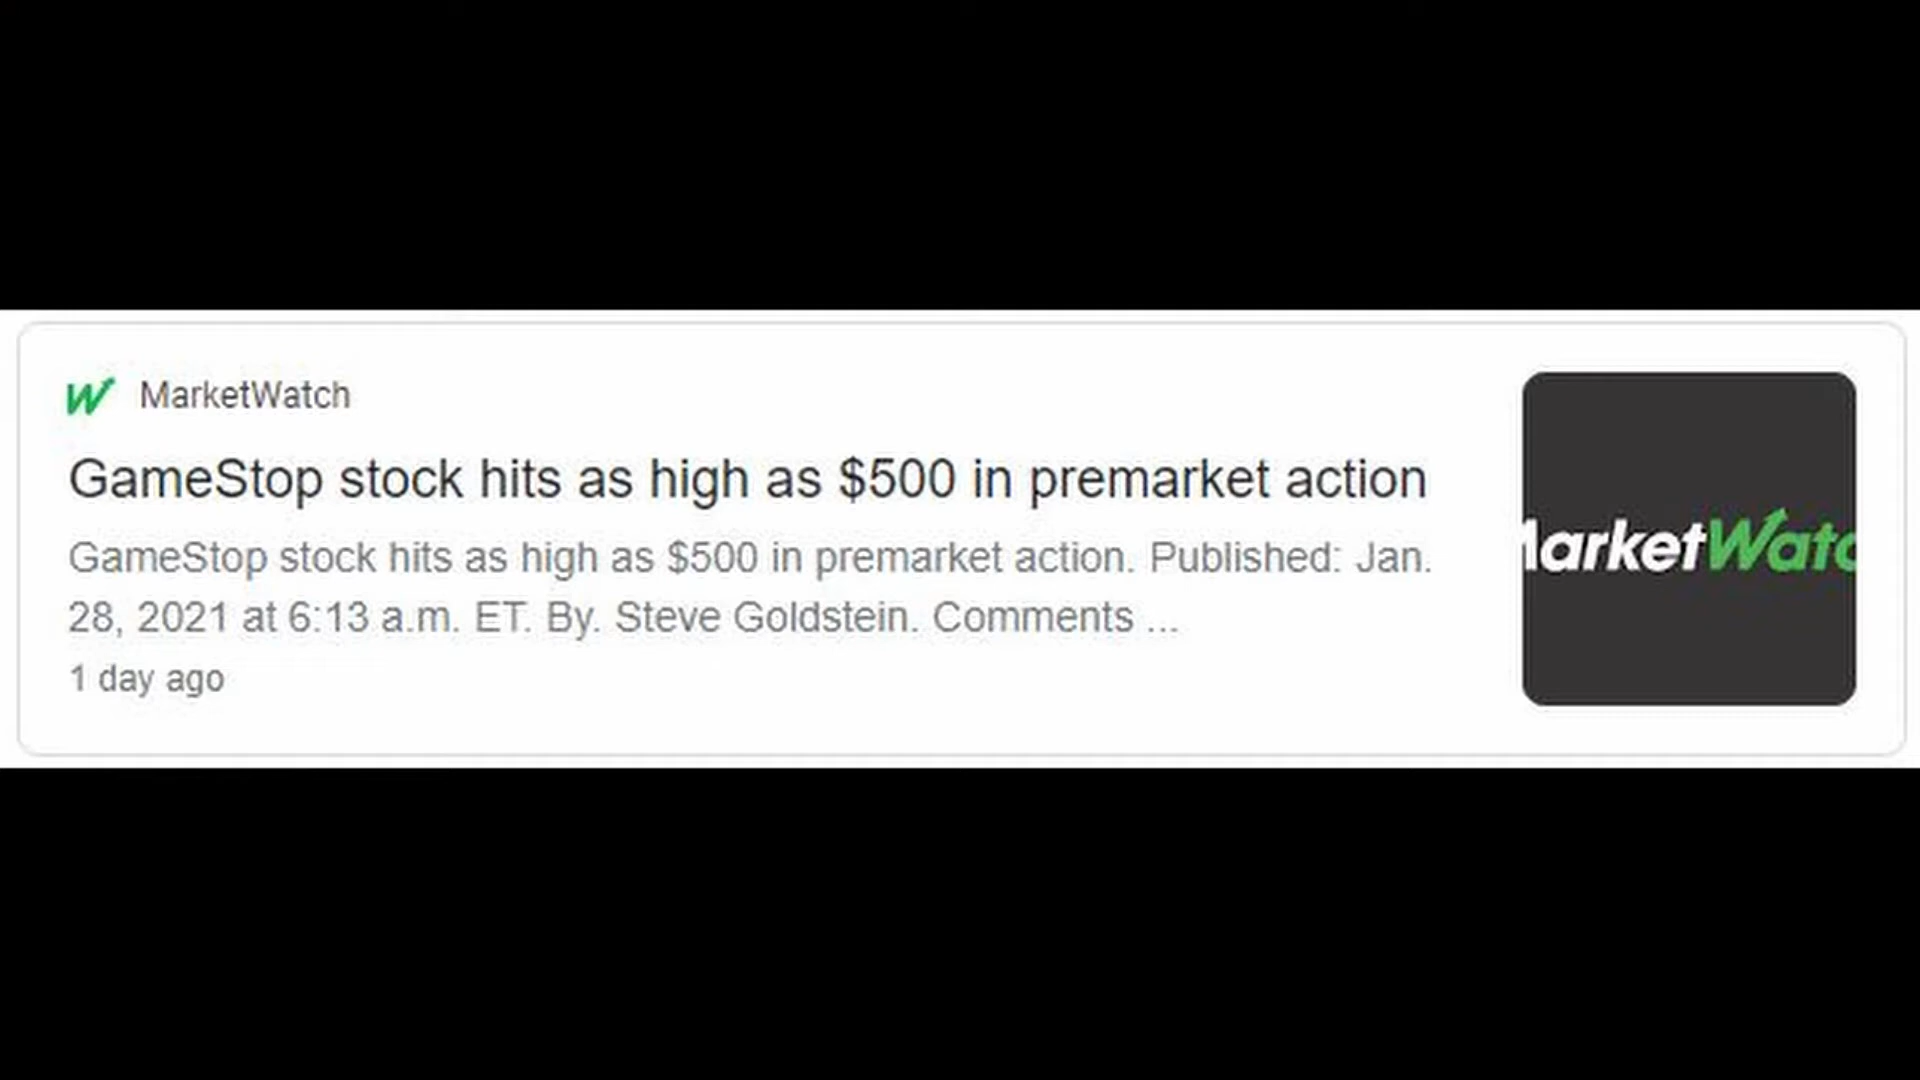 MarketWatch
GameStop stock hits as high as $500 in premarket action
GameStop stock hits as high as $500 in premarket action. Published: Jan.
28, 2021 at 6:13 a.m. ET. By. Steve Goldstein. Comments ...
1 day ago
MarketWatc